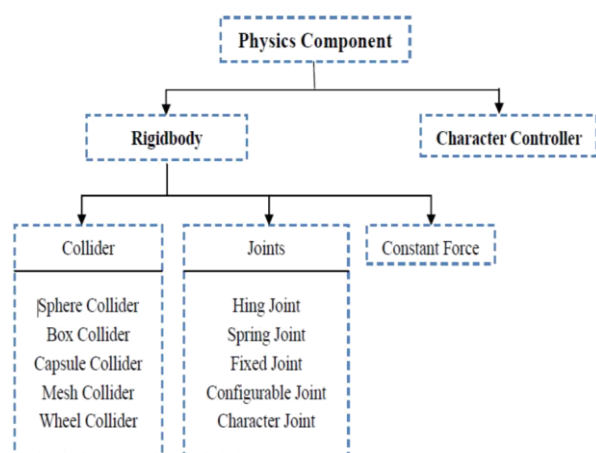 Physics Component
Rigidbody
Character Controller
Collider
Sphere Collider
Box Collider
Capsule Collider
Mesh Collider
Wheel Collider
Joints
Hing Joint
Spring Joint
Fixed Joint
Configurable Joint
Character Joint
Constant Force